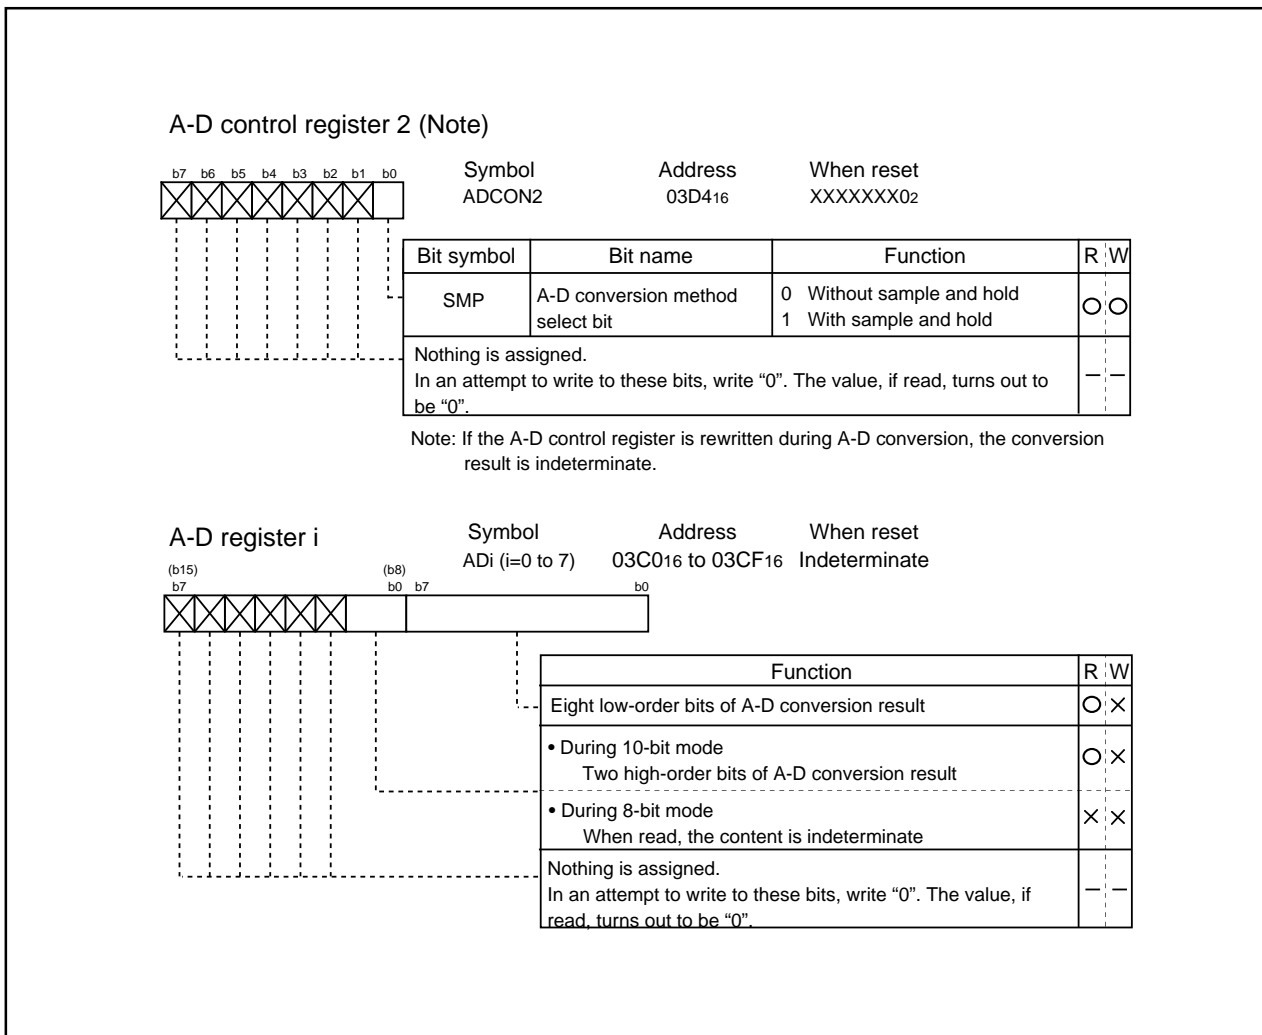 A-D control register 2 (Note)
b7 b6 b5 b4 b3 b2 b1 b0
Symbol Address When reset
ADCON2 03D416 XXXXXXX02
Bit symbol Bit name Function R W
SMP A-D conversion method select bit
0 Without sample and hold
1 With sample and hold
Nothing is assigned.
In an attempt to write to these bits, write “0”. The value, if read, turns out to
be “0”.
Note: If the A-D control register is rewritten during A-D conversion, the conversion
result is indeterminate.
A-D register i
Symbol Address When reset
ADi (i=0 to 7) 03C016 to 03CF16 Indeterminate
(b15) (b8)
b7 b0 b7 b0
Function R W
Eight low-order bits of A-D conversion result
• During 10-bit mode
Two high-order bits of A-D conversion result
• During 8-bit mode
When read, the content is indeterminate
Nothing is assigned.
In an attempt to write to these bits, write “0”. The value, if
read, turns out to be “0”.